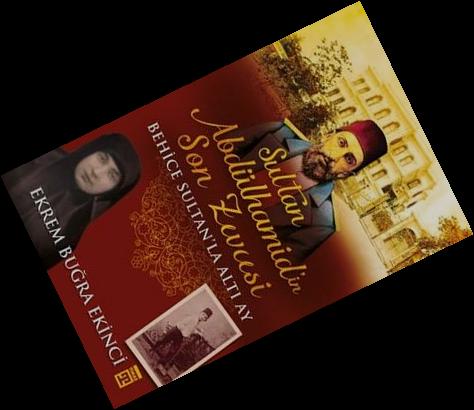 Sultan
Abdülhamid'in
Son Zevcesi
BEHİCE SULTAN'LA ALTI AY
EKREM BUĞRA EKİNCİ